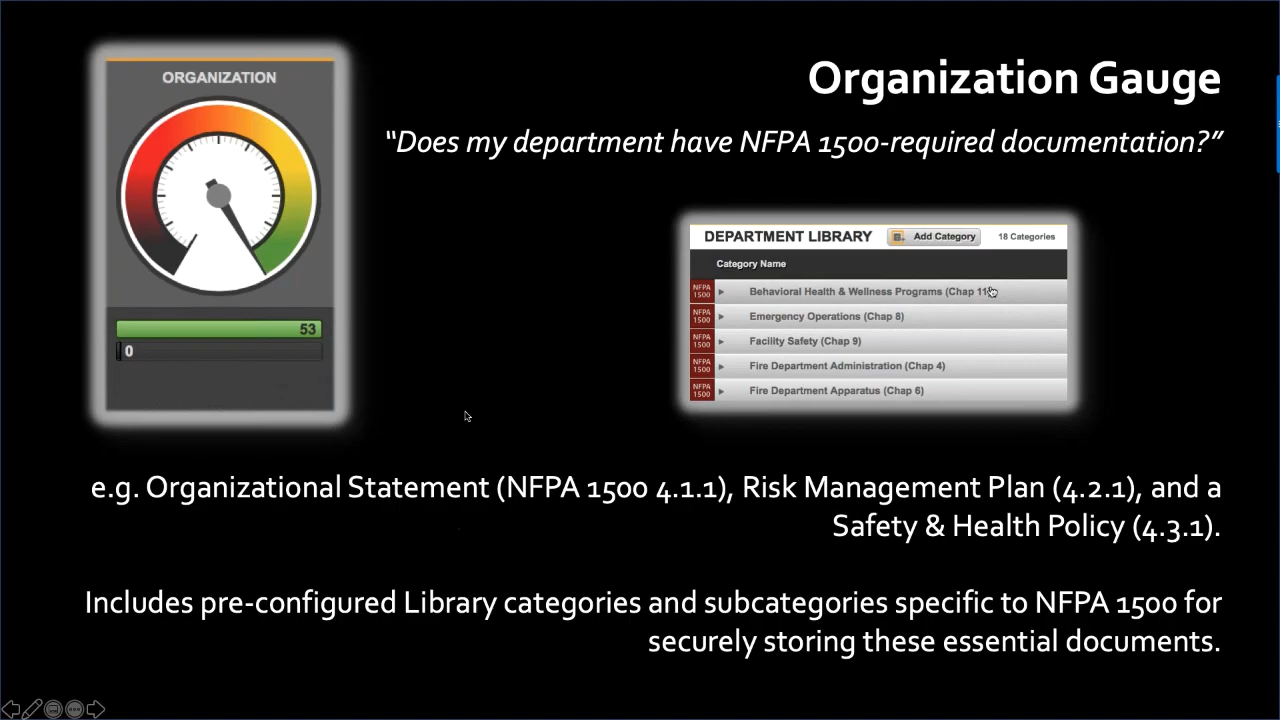 ORGANIZATION
53
0
Organization Gauge
“Does my department have NFPA 1500-required documentation?”
DEPARTMENT LIBRARY Add Category 18 Categories
Category Name
NFPA 1500 Behavioral Health & Wellness Programs (Chap 11)
NFPA 1500 Emergency Operations (Chap 8)
NFPA 1500 Facility Safety (Chap 9)
NFPA 1500 Fire Department Administration (Chap 4)
NFPA 1500 Fire Department Apparatus (Chap 6)
e.g. Organizational Statement (NFPA 1500 4.1.1), Risk Management Plan (4.2.1), and a
Safety & Health Policy (4.3.1).
Includes pre-configured Library categories and subcategories specific to NFPA 1500 for
securely storing these essential documents.